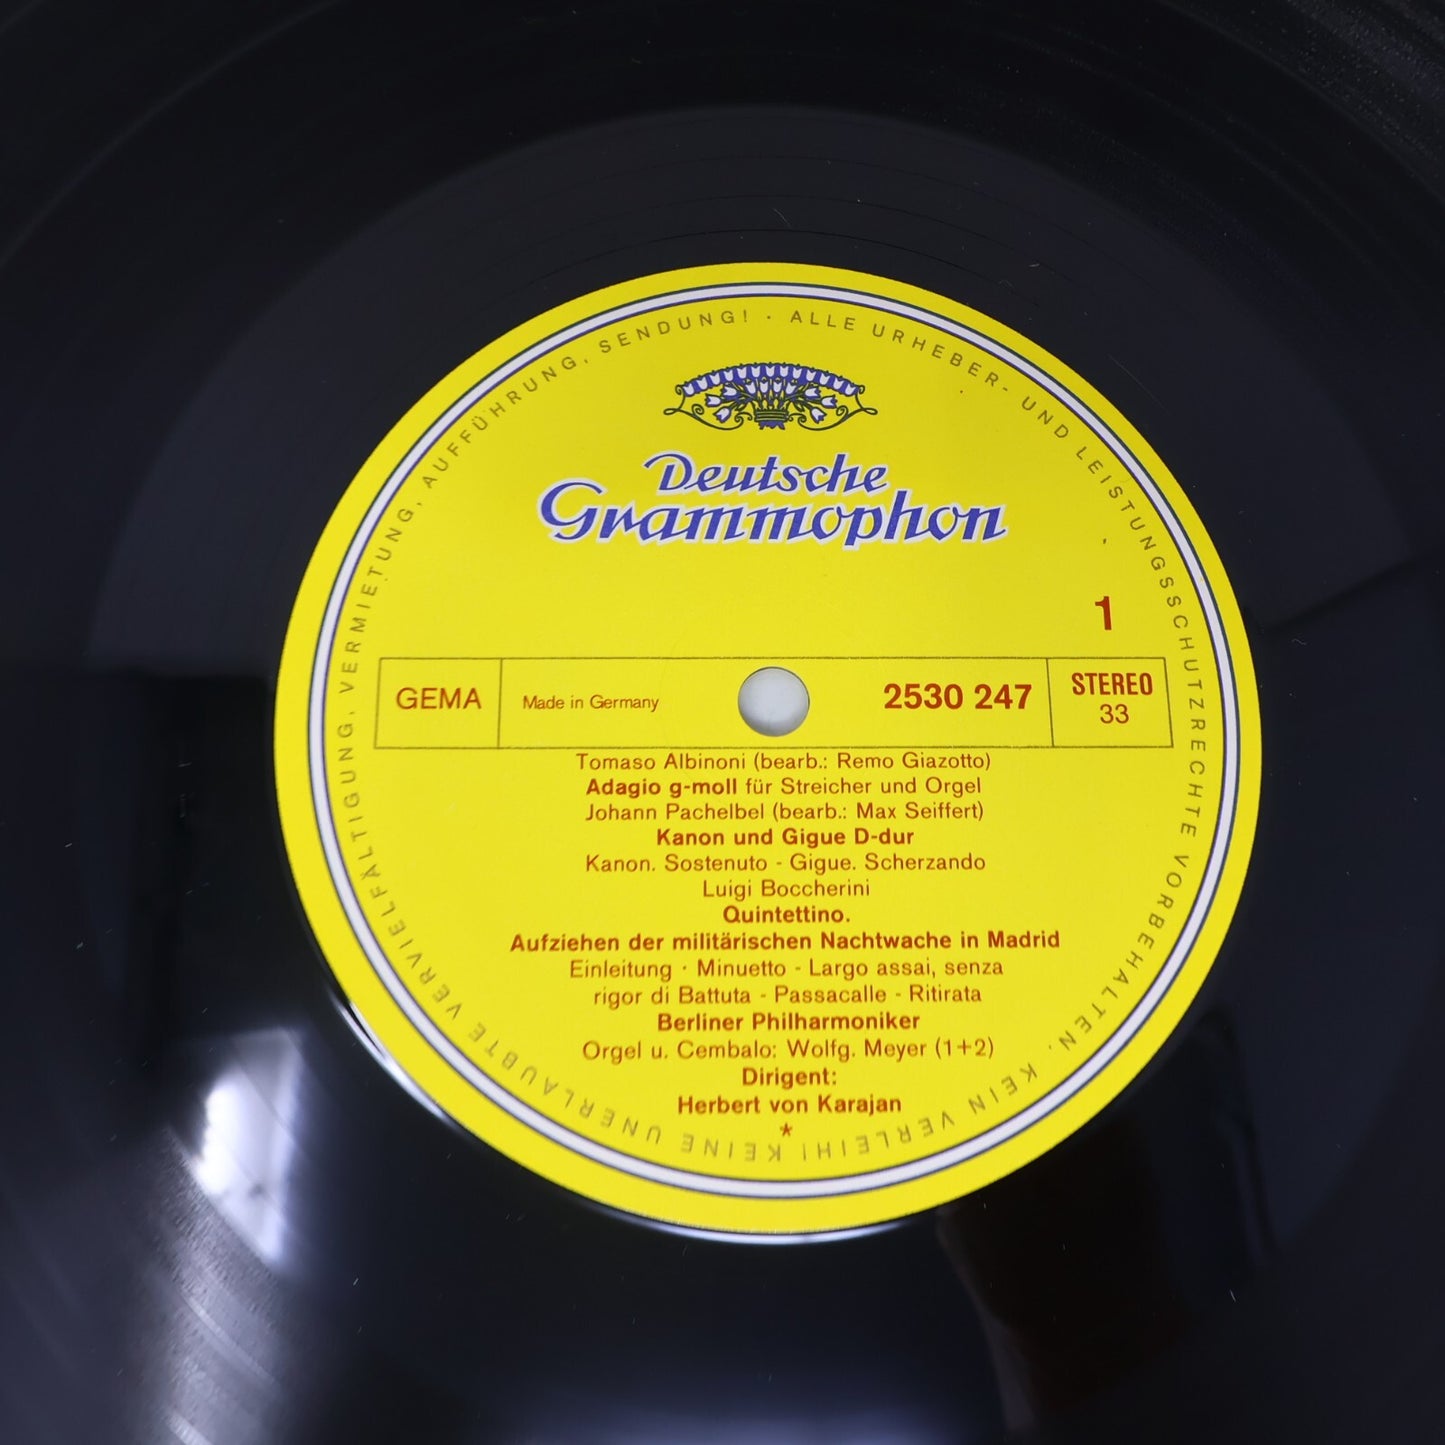 ALLE URHEBER- UND LEISTUNGSSCHUTZRECHTE VORBEHALTEN. KEIN VERLEIH! KEINE UNERLAUBTE VERVIELFÄLTIGUNG, VERMIETUNG, AUFFÜHRUNG, SENDUNG! ·
Deutsche
Grammophon
1
GEMA
Made in Germany
2530 247
STEREO
33
Tomaso Albinoni (bearb.: Remo Giazotto)
Adagio g-moll für Streicher und Orgel
Johann Pachelbel (bearb.: Max Seiffert)
Kanon und Gigue D-dur
Kanon. Sostenuto - Gigue. Scherzando
Luigi Boccherini
Quintettino.
Aufziehen der militärischen Nachtwache in Madrid
Einleitung · Minuetto - Largo assai, senza
rigor di Battuta - Passacalle - Ritirata
Berliner Philharmoniker
Orgel u. Cembalo: Wolfg. Meyer (1+2)
Dirigent:
Herbert von Karajan
*